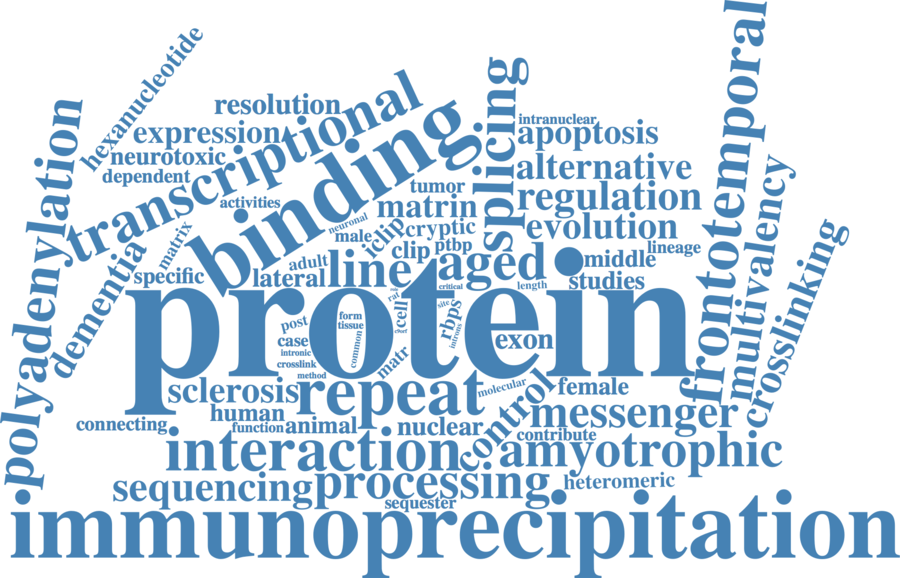 hexanucleotide
resolution
expression
neurotoxic
dependent
transcriptional
binding
activities
polyadenylation
dementia
matrix
specific
lateral
adult
line
neuronal
male
iclip
clip
cryptic
ptbp
tumor
matrin
aged
splicing
intranuclear
apoptosis
alternative
regulation
evolution
lineage
middle
studies
length
critical
frontotemporal
multivalency
crosslinking
protein
rat
cell
site
rbps
introns
exon
form
tissue
common
post
case
intronic
crosslink
method
matr
sclerosis
repeat
molecular
control
female
messenger
human
function
animal
nuclear
connecting
contribute
interaction
amyotrophic
sequencing
processing
sequester
heteromeric
immunoprecipitation